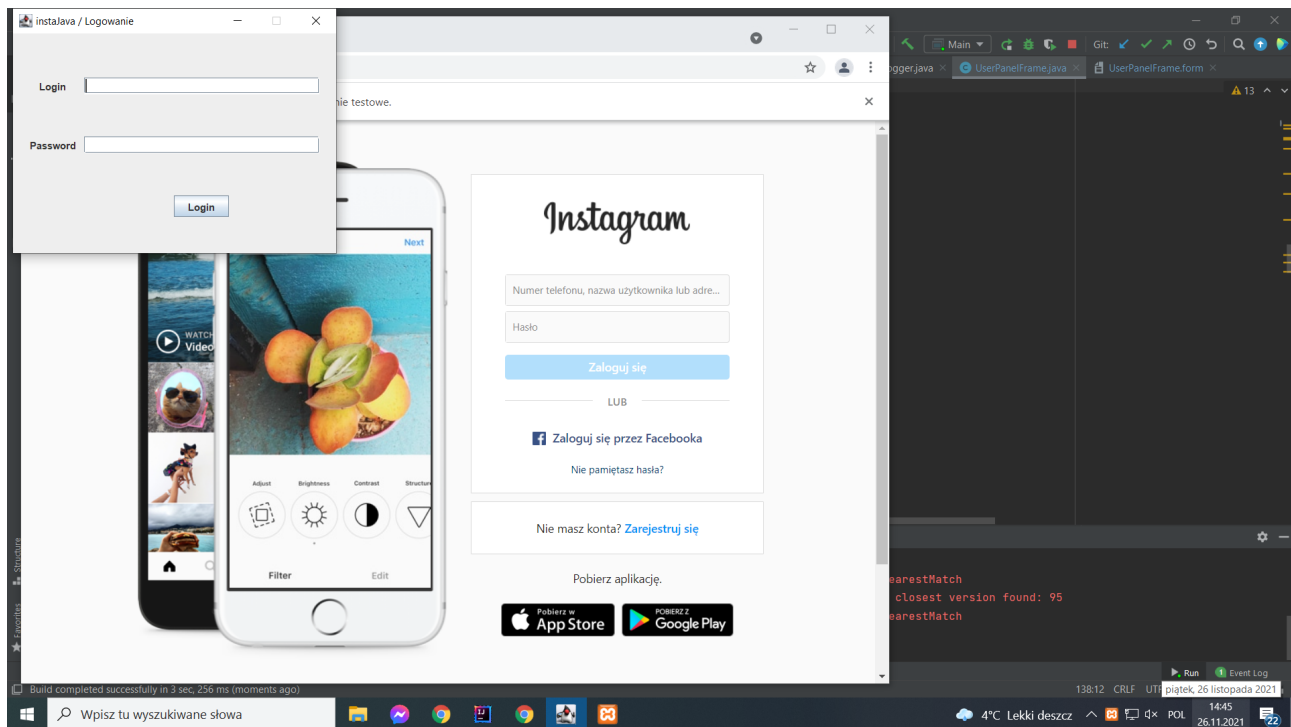 instaJava / Logowanie
Login
Password
Login
nie testowe.
Main
Git:
ogger.java
UserPanelFrame.java
UserPanelFrame.form
13
Next
WATCH
Video
Adjust Brightness Contrast Structure
Filter
Edit
Instagram
Numer telefonu, nazwa użytkownika lub adre...
Hasło
Zaloguj się
LUB
Zaloguj się przez Facebooka
Nie pamiętasz hasła?
Nie masz konta? Zarejestruj się
Pobierz aplikację.
Pobierz w
App Store
POBIERZ Z
Google Play
Structure
Favorites
earestMatch
closest version found: 95
earestMatch
Run
1 Event Log
Build completed successfully in 3 sec, 256 ms (moments ago)
138:12 CRLF UTF
piątek, 26 listopada 2021
Wpisz tu wyszukiwane słowa
4°C Lekki deszcz
POL
14:45
26.11.2021
22